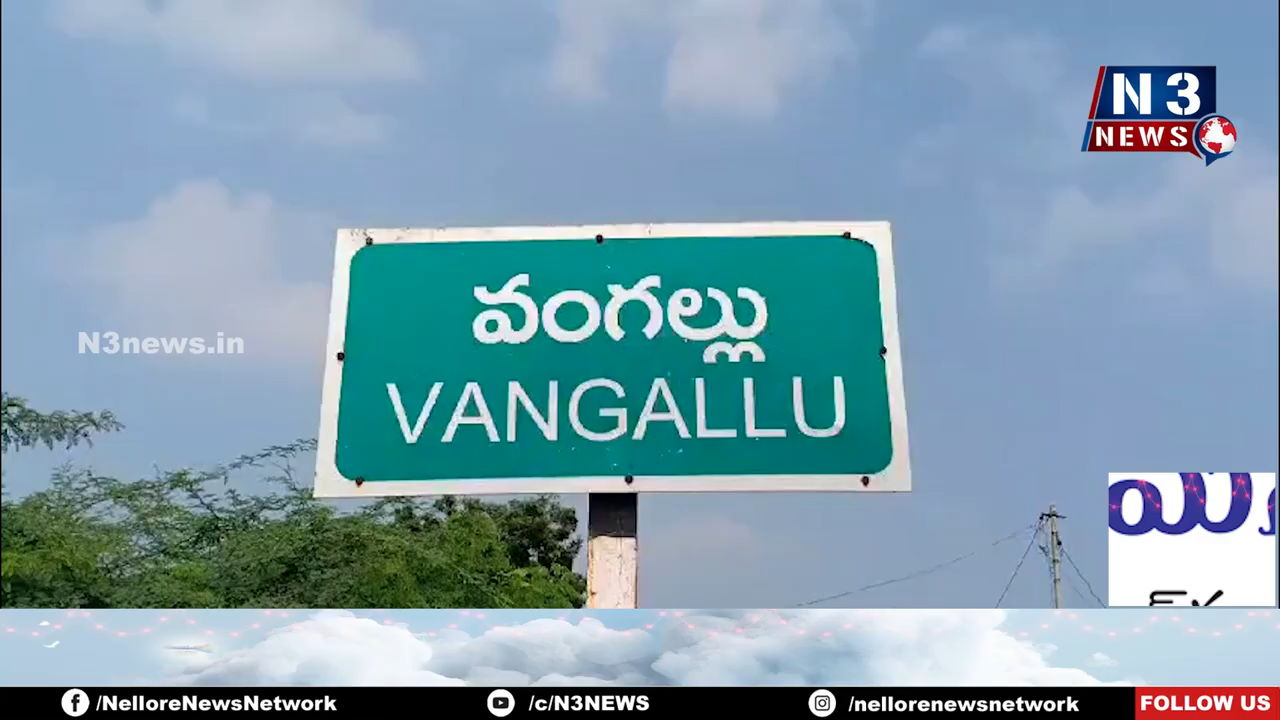 N3
NEWS
వంగల్లు
VANGALLU
N3news.in
/NelloreNewsNetwork
/c/N3NEWS
/nellorenewsnetwork
FOLLOW US